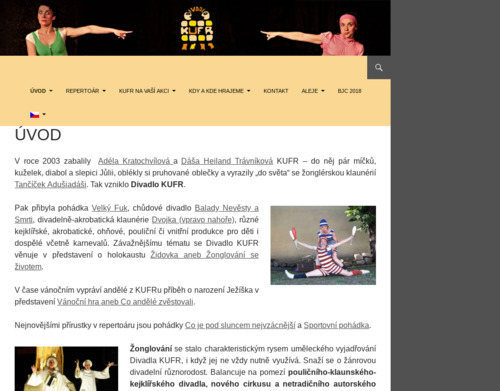 DIVADLO
KUFR
ÚVOD
REPERTOÁR
KUFR NA VAŠÍ AKCI
KDY A KDE HRAJEME
KONTAKT
ALEJE
BJC 2018
ÚVOD
V roce 2003 zabalily Adéla Kratochvílová a Dáša Heiland Trávníková KUFR – do něj pár míčků,
kuželek, diabol a slepici Jůlii, oblékly si pruhované oblečky a vyrazily „do světa“ se žonglérskou klaunérií
Tančíček Adušiadáši. Tak vzniklo Divadlo KUFR.
Pak přibyla pohádka Velký Fuk, chůdové divadlo Balady Nevěsty a
Smrti, divadelně-akrobatická klaunérie Dvojka (vpravo nahoře), různé
kejklířské, akrobatické, ohňové, pouliční či vnitřní produkce pro děti i
dospělé včetně karnevalů. Závažnějšímu tématu se Divadlo KUFR
věnuje v představení o holokaustu Židovka aneb Žonglování se
životem.
V čase vánočním vypráví andělé z KUFRu příběh o narození Ježíška v
představení Vánoční hra aneb Co andělé zvěstovali.
Nejnovějšími přírustky v repertoáru jsou pohádky Co je pod sluncem nejvzácnější a Sportovní pohádka.
Žonglování se stalo charakteristickým rysem uměleckého vyjadřování
Divadla KUFR, i když jej ne vždy nutně využívá. Snaží se o žánrovou
divadelní různorodost. Balancuje na pomezí pouličního-klaunského-
kejklířského divadla, nového cirkusu a netradičního autorského